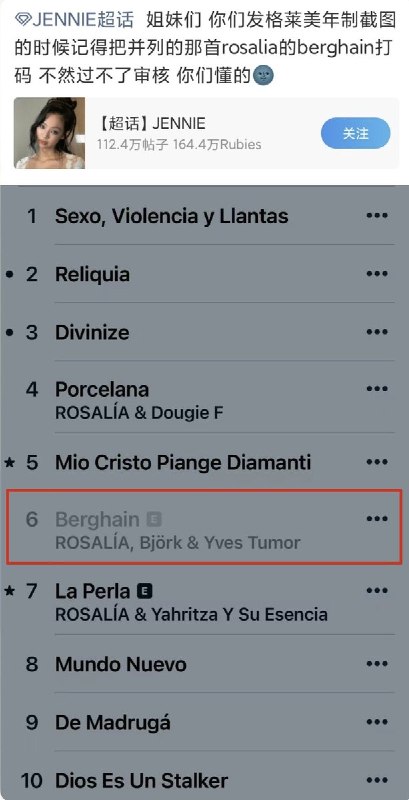 JENNIE超话 姐妹们 你们发格莱美年制截图
的时候记得把并列的那首rosalia的berghain打
码 不然过不了审核 你们懂的🌚
【超话】JENNIE
112.4万帖子 164.4万Rubies
关注
1 Sexo, Violencia y Llantas
2 Reliquia
3 Divinize
4 Porcelana
ROSALÍA & Dougie F
★ 5 Mio Cristo Piange Diamanti
6 Berghain E
ROSALÍA, Björk & Yves Tumor
★ 7 La Perla E
ROSALÍA & Yahritza Y Su Esencia
8 Mundo Nuevo
9 De Madrugá
10 Dios Es Un Stalker